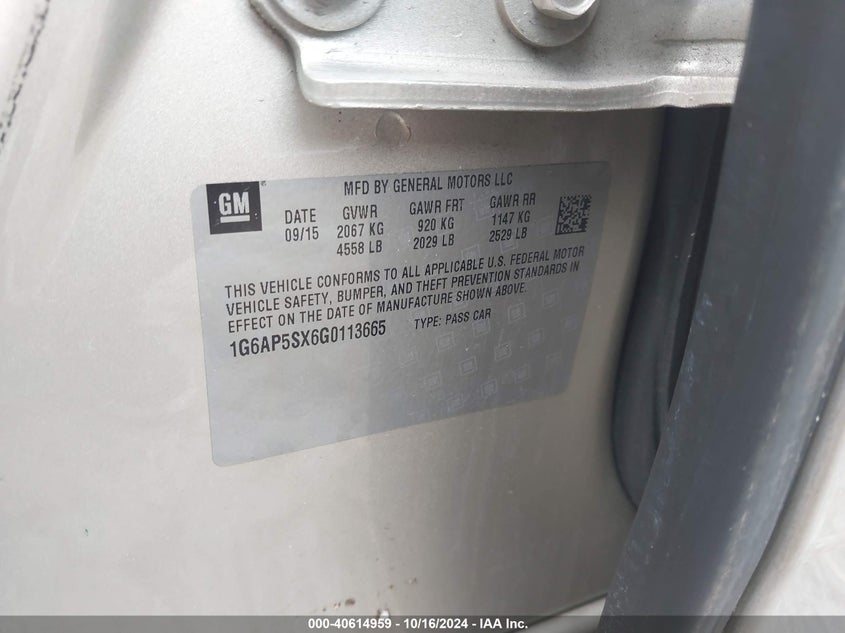 GM
MFD BY GENERAL MOTORS LLC
DATE GVWR GAWR FRT GAWR RR
09/15 2067 KG 920 KG 1147 KG
4558 LB 2029 LB 2529 LB
THIS VEHICLE CONFORMS TO ALL APPLICABLE U.S. FEDERAL MOTOR
VEHICLE SAFETY, BUMPER, AND THEFT PREVENTION STANDARDS IN
EFFECT ON THE DATE OF MANUFACTURE SHOWN ABOVE.
1G6AP5SX6G0113665 TYPE: PASS CAR
000-40614959 - 10/16/2024 - IAA Inc.